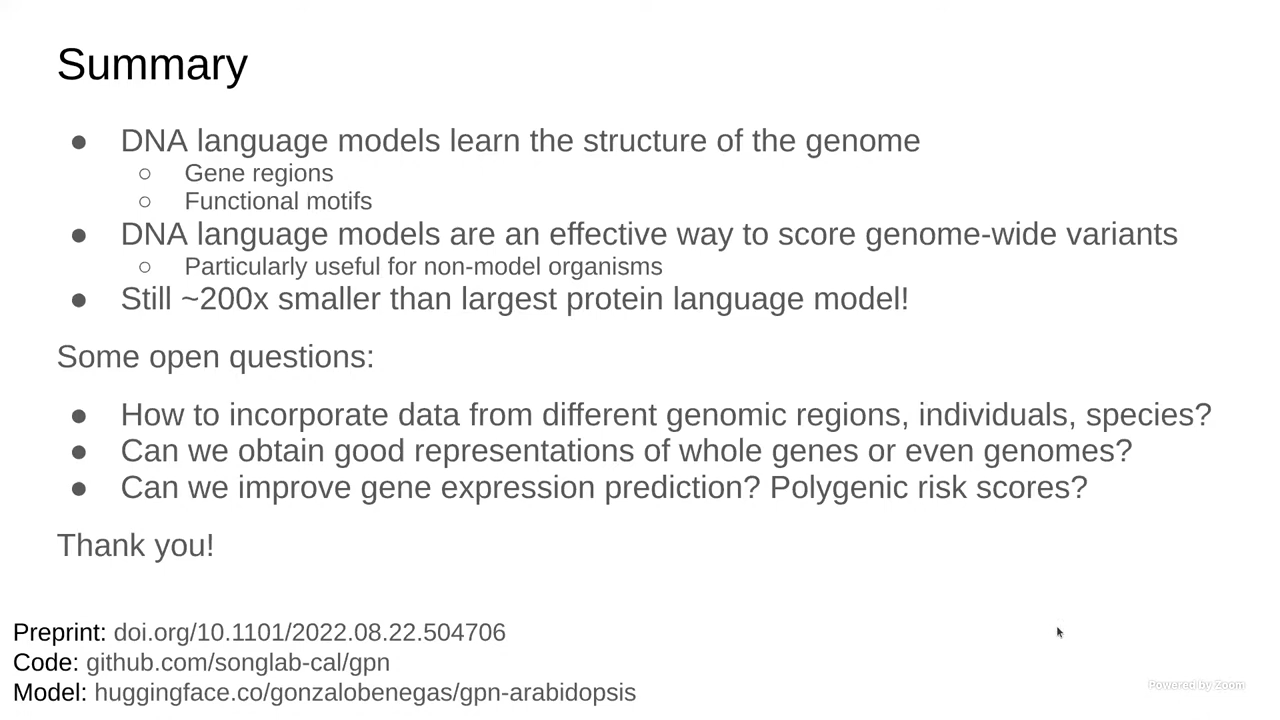 Summary
● DNA language models learn the structure of the genome
○ Gene regions
○ Functional motifs
● DNA language models are an effective way to score genome-wide variants
○ Particularly useful for non-model organisms
● Still ~200x smaller than largest protein language model!
Some open questions:
● How to incorporate data from different genomic regions, individuals, species?
● Can we obtain good representations of whole genes or even genomes?
● Can we improve gene expression prediction? Polygenic risk scores?
Thank you!
Preprint: doi.org/10.1101/2022.08.22.504706
Code: github.com/songlab-cal/gpn
Model: huggingface.co/gonzalobenegas/gpn-arabidopsis
Powered by Zoom